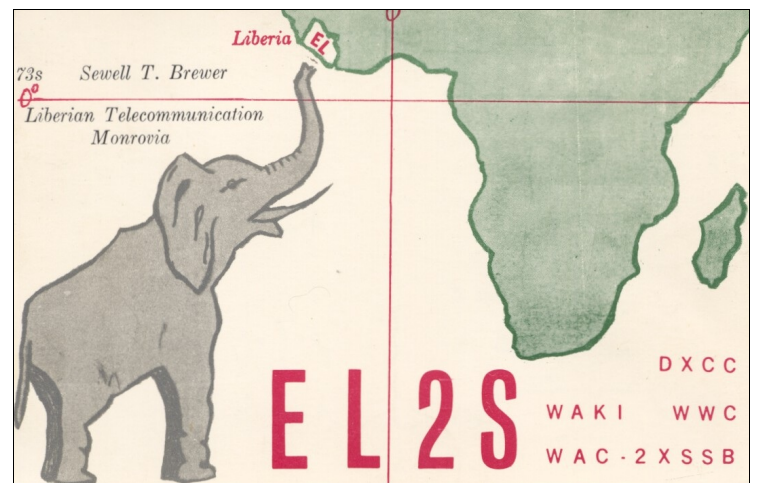 Liberia
EL
73s Sewell T. Brewer
0°
Liberian Telecommunication
Monrovia
EL2S
DXCC
WAKI WWC
WAC-2XSSB